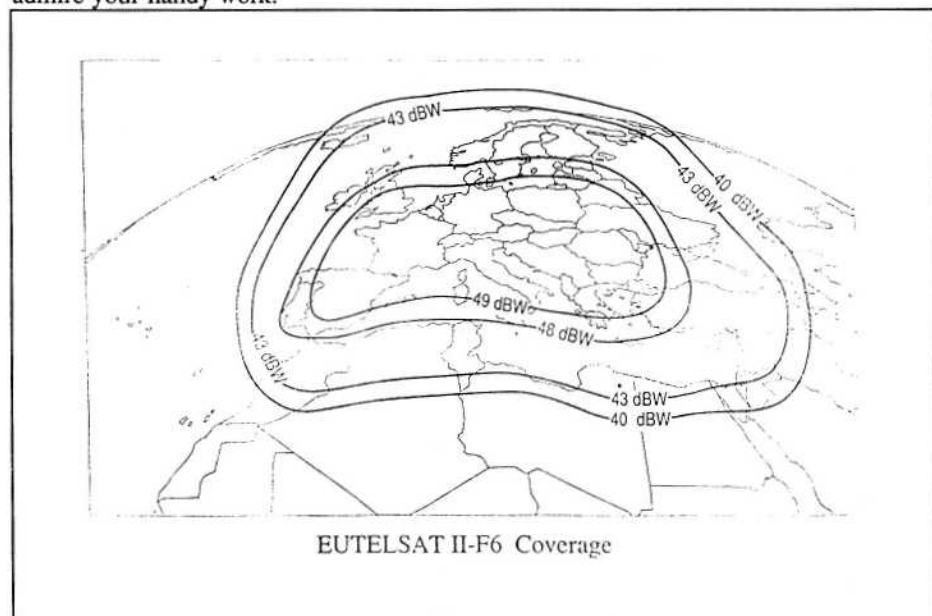 admire your handy work.
43 dBW
40 dBW
43 dBW
49 dBW
48 dBW
43 dBW
43 dBW
40 dBW
EUTELSAT II-F6 Coverage